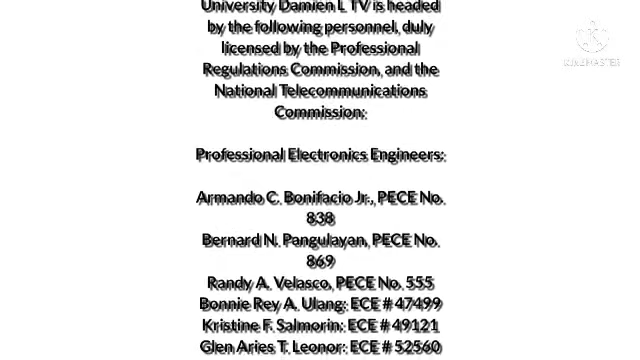 University Damien L TV is headed
by the following personnel, duly
licensed by the Professional
Regulations Commission, and the
National Telecommunications
Commission:
Professional Electronics Engineers:
Armando C. Bonifacio Jr., PECE No.
838
Bernard N. Pangulayan, PECE No.
869
Randy A. Velasco, PECE No. 555
Bonnie Rey A. Ulang: ECE # 47499
Kristine F. Salmorin: ECE # 49121
Glen Aries T. Leonor: ECE # 52560
KINEMASTER